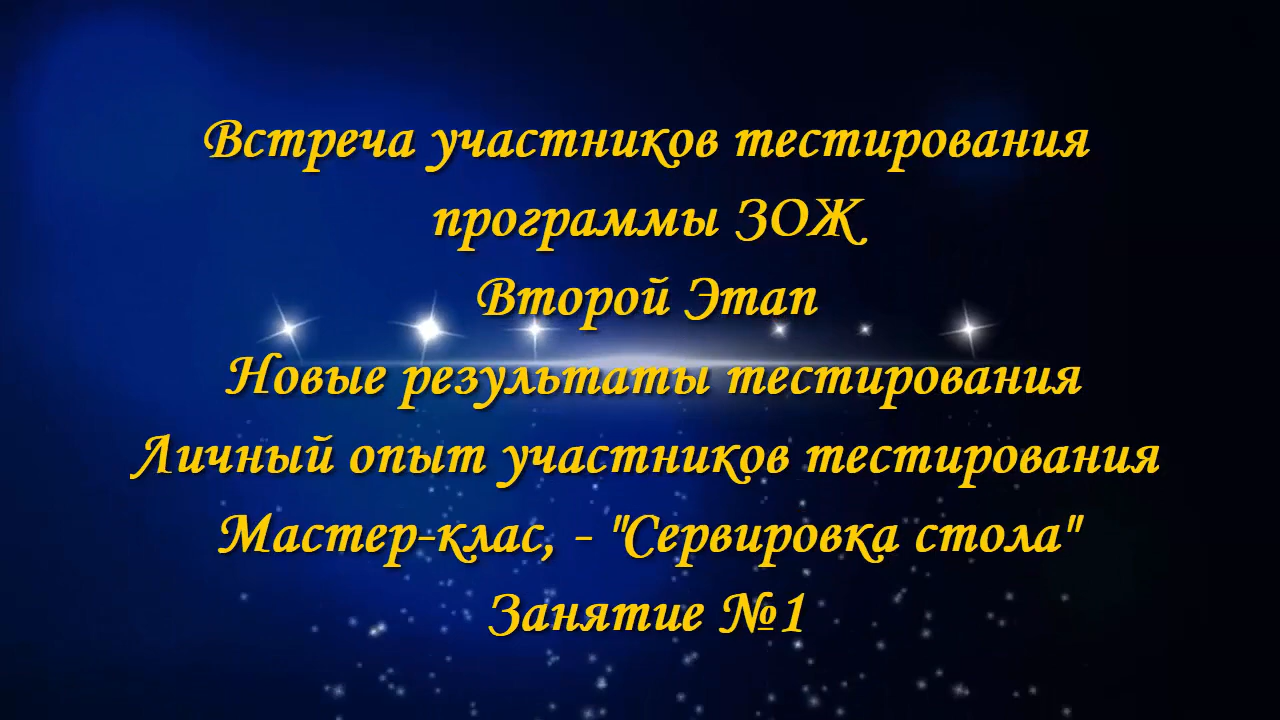 Встреча участников тестирования
программы ЗОЖ
Второй Этап
Новые результаты тестирования
Личный опыт участников тестирования
Мастер-клас, - "Сервировка стола"
Занятие №1